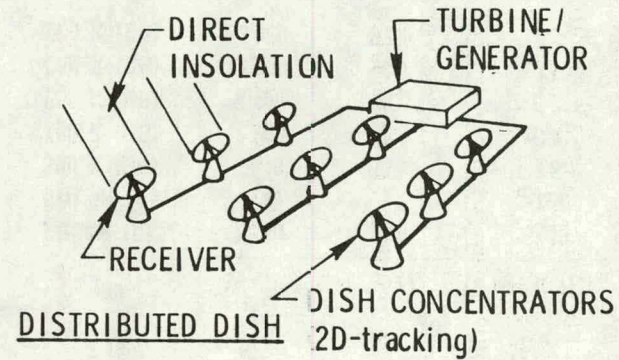 DIRECT
INSOLATION
TURBINE/
GENERATOR
RECEIVER
DISH CONCENTRATORS
2D-tracking)
DISTRIBUTED DISH